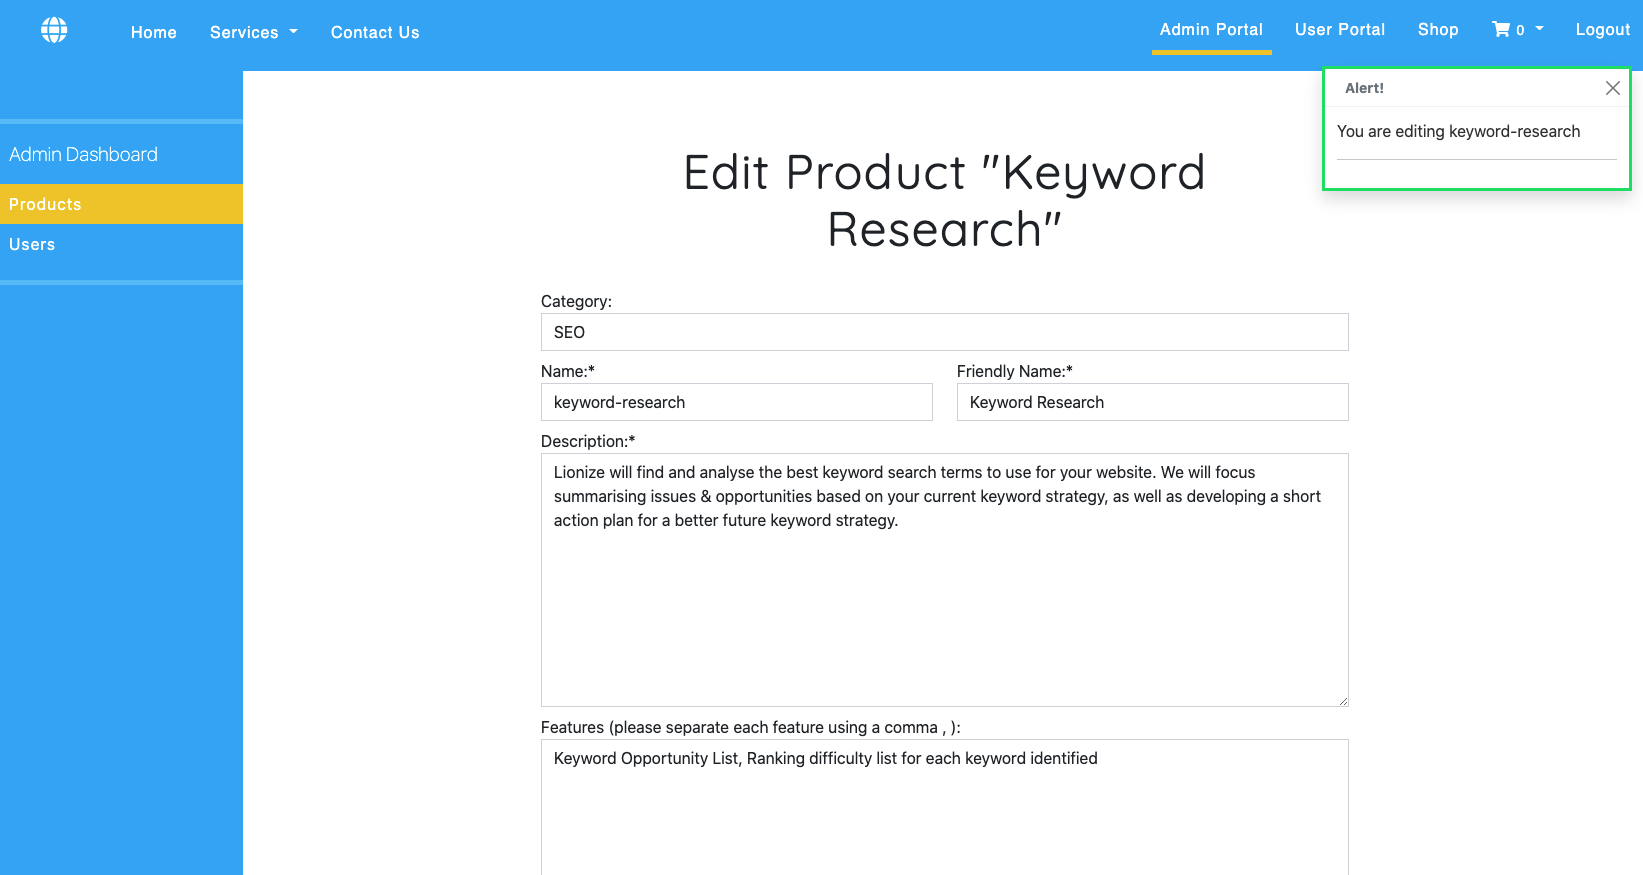 Home
Services
Contact Us
Admin Portal
User Portal
Shop
0
Logout
Alert!
You are editing keyword-research
Admin Dashboard
Products
Users
Edit Product "Keyword
Research"
Category:
SEO
Name:*
keyword-research
Friendly Name:*
Keyword Research
Description:*
Lionize will find and analyse the best keyword search terms to use for your website. We will focus
summarising issues & opportunities based on your current keyword strategy, as well as developing a short
action plan for a better future keyword strategy.
Features (please separate each feature using a comma , ):
Keyword Opportunity List, Ranking difficulty list for each keyword identified